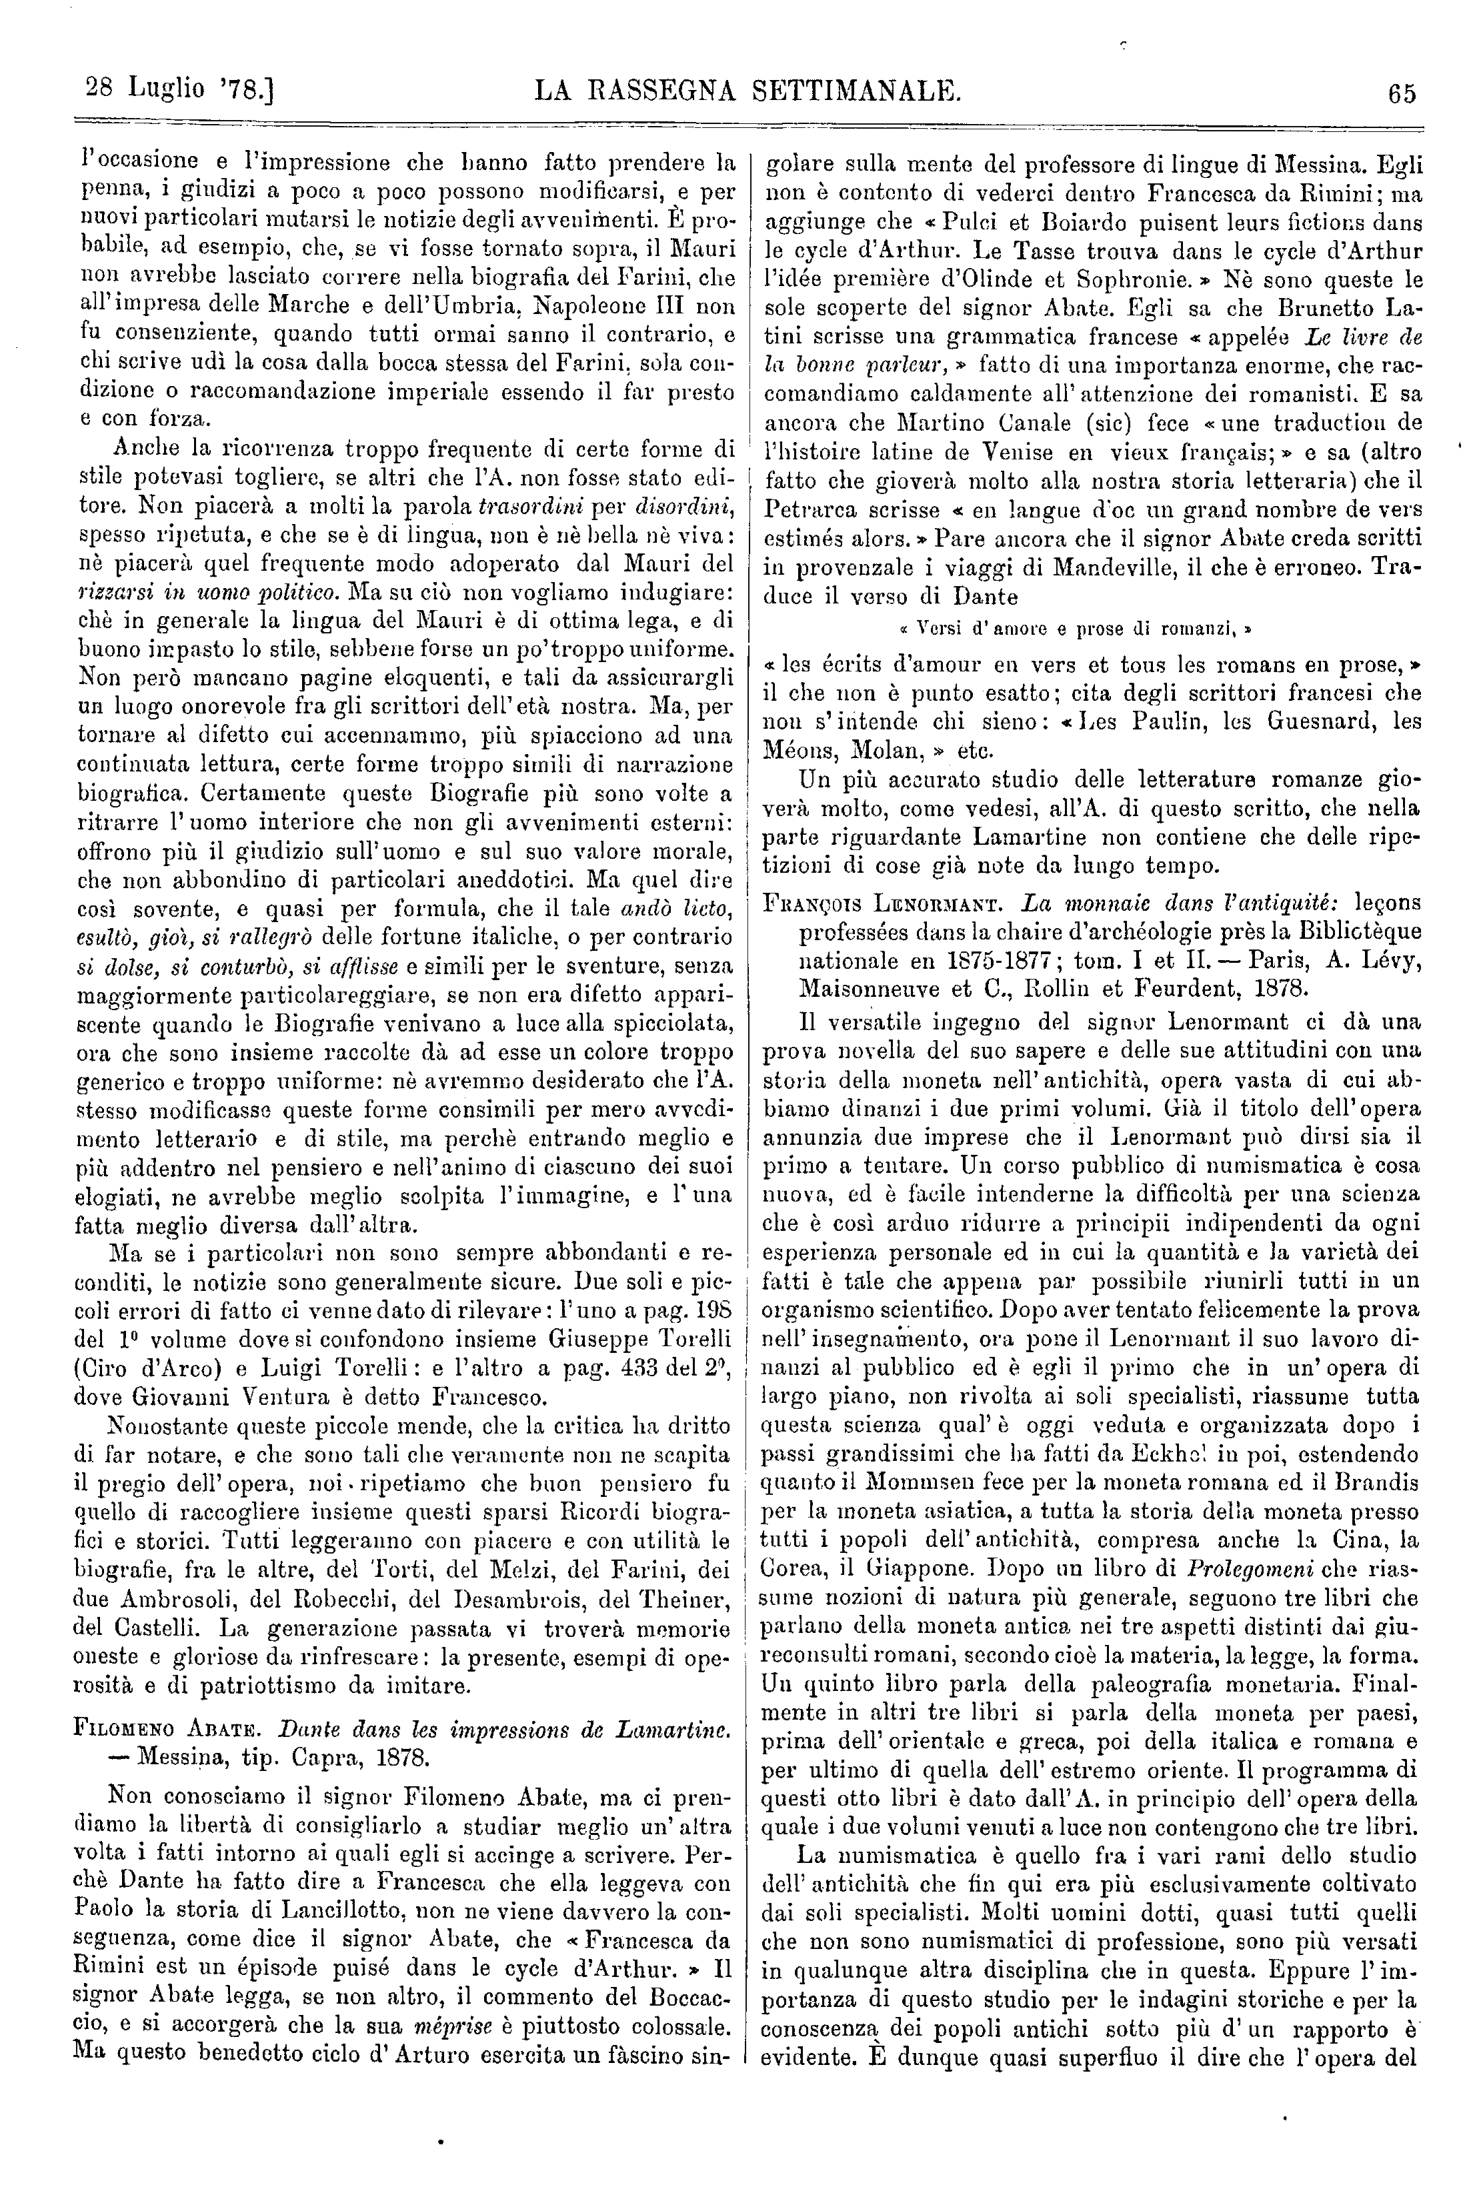 28 Luglio '78.]
LA RASSEGNA SETTIMANALE.
65
l'occasione e l'impressione che hanno fatto prendere la
penna, i giudizi a poco a poco possono modificarsi, e per
nuovi particolari mutarsi le notizie degli avvenimenti. È pro-
babile, ad esempio, che, se vi fosse tornato sopra, il Mauri
non avrebbe lasciato correre nella biografia del Farini, che
all'impresa delle Marche e dell'Umbria, Napoleone III non
fu consenziente, quando tutti ormai sanno il contrario, e
chi scrive udì la cosa dalla bocca stessa del Farini, sola con-
dizione o raccomandazione imperiale essendo il far presto
e con forza.
Anche la ricorrenza troppo frequente di certe forme di
stile potevasi togliere, se altri che l'A. non fosse stato edi-
tore. Non piacerà a molti la parola trasordini per disordini,
spesso ripetuta, e che se è di lingua, non è nè bella nè viva:
nè piacerà quel frequente modo adoperato dal Mauri del
rizzarsi in uomo politico. Ma su ciò non vogliamo indugiare:
chè in generale la lingua del Mauri è di ottima lega, e di
buono impasto lo stile, sebbene forse un po' troppo uniforme.
Non però mancano pagine eloquenti, e tali da assicurargli
un luogo onorevole fra gli scrittori dell'età nostra. Ma, per
tornare al difetto cui accennammo, più spiacciono ad una
continuata lettura, certe forme troppo simili di narrazione
biografica. Certamente queste Biografie più sono volte a
ritrarre l'uomo interiore che non gli avvenimenti esterni:
offrono più il giudizio sull'uomo e sul suo valore morale,
che non abbondino di particolari aneddotici. Ma quel dire
così sovente, e quasi per formula, che il tale andò lieto,
esultò, gioì, si rallegrò delle fortune italiche, o per contrario
si dolse, si conturbò, si afflisse e simili per le sventure, senza
maggiormente particolareggiare, se non era difetto appari-
scente quando le Biografie venivano a luce alla spicciolata,
ora che sono insieme raccolte dà ad esse un colore troppo
generico e troppo uniforme: nè avremmo desiderato che l'A.
stesso modificasse queste forme consimili per mero avvedi-
mento letterario e di stile, ma perchè entrando meglio e
più addentro nel pensiero e nell'animo di ciascuno dei suoi
elogiati, ne avrebbe meglio scolpita l'immagine, e l'una
fatta meglio diversa dall'altra.
Ma se i particolari non sono sempre abbondanti e re-
conditi, le notizie sono generalmente sicure. Due soli e pic-
coli errori di fatto ci venne dato di rilevare: l'uno a pag. 198
del 1º volume dove si confondono insieme Giuseppe Torelli
(Ciro d'Arco) e Luigi Torelli: e l'altro a pag. 433 del 2º,
dove Giovanni Ventura è detto Francesco.
Nonostante queste piccole mende, che la critica ha dritto
di far notare, e che sono tali che veramente non ne scapita
il pregio dell'opera, noi ripetiamo che buon pensiero fu
quello di raccogliere insieme questi sparsi Ricordi biogra-
fici e storici. Tutti leggeranno con piacere e con utilità le
biografie, fra le altre, del Torti, del Melzi, del Farini, dei
due Ambrosoli, del Robecchi, del Desambrois, del Theiner,
del Castelli. La generazione passata vi troverà memorie
oneste e gloriose da rinfrescare: la presente, esempi di ope-
rosità e di patriottismo da imitare.
FILOMENO ABATE. Dante dans les impressions de Lamartine.
— Messina, tip. Capra, 1878.
Non conosciamo il signor Filomeno Abate, ma ci pren-
diamo la libertà di consigliarlo a studiar meglio un'altra
volta i fatti intorno ai quali egli si accinge a scrivere. Per-
chè Dante ha fatto dire a Francesca che ella leggeva con
Paolo la storia di Lancillotto, non ne viene davvero la con-
seguenza, come dice il signor Abate, che « Francesca da
Rimini est un épisode puisé dans le cycle d'Arthur. » Il
signor Abate legga, se non altro, il commento del Boccac-
cio, e si accorgerà che la sua méprise è piuttosto colossale.
Ma questo benedetto ciclo d'Arturo esercita un fàscino sin-
golare sulla mente del professore di lingue di Messina. Egli
non è contento di vederci dentro Francesca da Rimini; ma
aggiunge che « Pulci et Boiardo puisent leurs fictions dans
le cycle d'Arthur. Le Tasse trouva dans le cycle d'Arthur
l'idée première d'Olinde et Sophronie. » Nè sono queste le
sole scoperte del signor Abate. Egli sa che Brunetto La-
tini scrisse una grammatica francese « appelée Le livre de
la bonne parleur, » fatto di una importanza enorme, che rac-
comandiamo caldamente all'attenzione dei romanisti. E sa
ancora che Martino Canale (sic) fece « une traduction de
l'histoire latine de Venise en vieux français; » e sa (altro
fatto che gioverà molto alla nostra storia letteraria) che il
Petrarca scrisse « en langue d'oc un grand nombre de vers
estimés alors. » Pare ancora che il signor Abate creda scritti
in provenzale i viaggi di Mandeville, il che è erroneo. Tra-
duce il verso di Dante
« Versi d'amore e prose di romanzi, »
« les écrits d'amour en vers et tous les romans en prose, »
il che non è punto esatto; cita degli scrittori francesi che
non s'intende chi sieno: « Les Paulin, les Guesnard, les
Méons, Molan, » etc.
Un più accurato studio delle letterature romanze gio-
verà molto, come vedesi, all'A. di questo scritto, che nella
parte riguardante Lamartine non contiene che delle ripe-
tizioni di cose già note da lungo tempo.
FRANÇOIS LENORMANT. La monnaie dans l'antiquité: leçons
professées dans la chaire d'archéologie près la Bibliotèque
nationale en 1875-1877; tom. I et II. — Paris, A. Lévy,
Maisonneuve et C., Rollin et Feurdent, 1878.
Il versatile ingegno del signor Lenormant ci dà una
prova novella del suo sapere e delle sue attitudini con una
storia della moneta nell'antichità, opera vasta di cui ab-
biamo dinanzi i due primi volumi. Già il titolo dell'opera
annunzia due imprese che il Lenormant può dirsi sia il
primo a tentare. Un corso pubblico di numismatica è cosa
nuova, ed è facile intenderne la difficoltà per una scienza
che è così arduo ridurre a principii indipendenti da ogni
esperienza personale ed in cui la quantità e la varietà dei
fatti è tale che appena par possibile riunirli tutti in un
organismo scientifico. Dopo aver tentato felicemente la prova
nell'insegnamento, ora pone il Lenormant il suo lavoro di-
nanzi al pubblico ed è egli il primo che in un'opera di
largo piano, non rivolta ai soli specialisti, riassume tutta
questa scienza qual'è oggi veduta e organizzata dopo i
passi grandissimi che ha fatti da Eckhel in poi, estendendo
quanto il Mommsen fece per la moneta romana ed il Brandis
per la moneta asiatica, a tutta la storia della moneta presso
tutti i popoli dell'antichità, compresa anche la Cina, la
Corea, il Giappone. Dopo un libro di Prolegomeni che rias-
sume nozioni di natura più generale, seguono tre libri che
parlano della moneta antica nei tre aspetti distinti dai giu-
reconsulti romani, secondo cioè la materia, la legge, la forma.
Un quinto libro parla della paleografia monetaria. Final-
mente in altri tre libri si parla della moneta per paesi,
prima dell'orientale e greca, poi della italica e romana e
per ultimo di quella dell'estremo oriente. Il programma di
questi otto libri è dato dall'A. in principio dell'opera della
quale i due volumi venuti a luce non contengono che tre libri.
La numismatica è quello fra i vari rami dello studio
dell'antichità che fin qui era più esclusivamente coltivato
dai soli specialisti. Molti uomini dotti, quasi tutti quelli
che non sono numismatici di professione, sono più versati
in qualunque altra disciplina che in questa. Eppure l'im-
portanza di questo studio per le indagini storiche e per la
conoscenza dei popoli antichi sotto più d'un rapporto è
evidente. È dunque quasi superfluo il dire che l'opera del